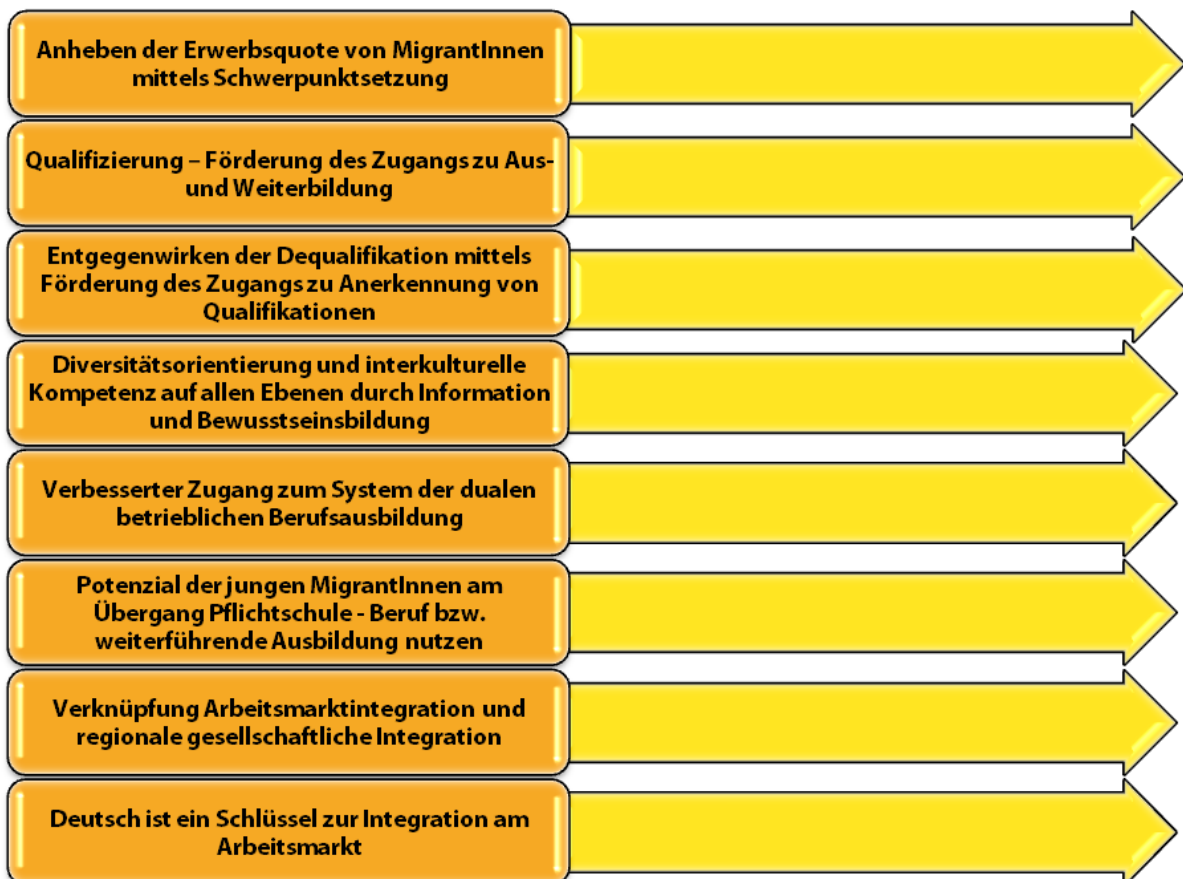 Anheben der Erwerbsquote von MigrantInnen
mittels Schwerpunktsetzung
Qualifizierung – Förderung des Zugangs zu Aus-
und Weiterbildung
Entgegenwirken der Dequalifikation mittels
Förderung des Zugangs zu Anerkennung von
Qualifikationen
Diversitätsorientierung und interkulturelle
Kompetenz auf allen Ebenen durch Information
und Bewusstseinsbildung
Verbesserter Zugang zum System der dualen
betrieblichen Berufsausbildung
Potenzial der jungen MigrantInnen am
Übergang Pflichtschule - Beruf bzw.
weiterführende Ausbildung nutzen
Verknüpfung Arbeitsmarktintegration und
regionale gesellschaftliche Integration
Deutsch ist ein Schlüssel zur Integration am
Arbeitsmarkt